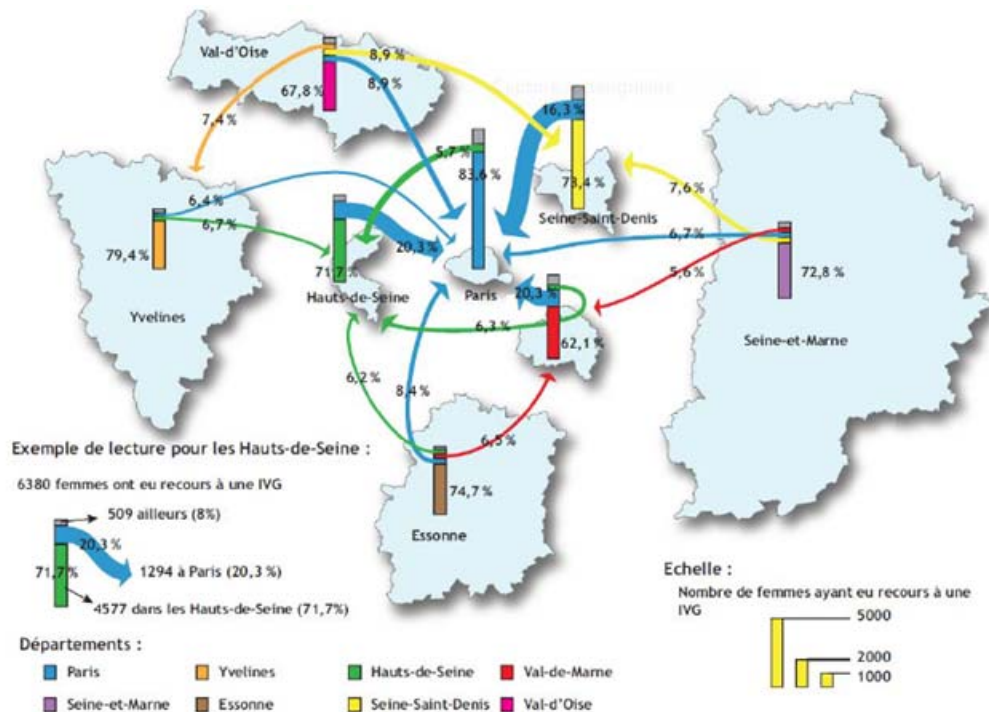 Val-d'Oise
8,9 %
8,9 %
67,8 %
7,4 %
16,3 %
5,7 %
83,6 %
73,4 %
Seine-Saint-Denis
7,6 %
6,4 %
6,7 %
20,3 %
6,7 %
5,6 %
79,4 %
71,7 %
72,8 %
Hauts-de-Seine
Paris
20,3 %
Yvelines
6,3 %
62,1 %
Seine-et-Marne
6,2 %
8,4 %
6,5 %
74,7 %
Essonne
Exemple de lecture pour les Hauts-de-Seine :
6380 femmes ont eu recours à une IVG
509 ailleurs (8%)
20,3 %
71,7 %
1294 à Paris (20,3 %)
4577 dans les Hauts-de-Seine (71,7%)
Echelle :
Nombre de femmes ayant eu recours à une
IVG
5000
2000
1000
Départements :
Paris
Yvelines
Hauts-de-Seine
Val-de-Marne
Seine-et-Marne
Essonne
Seine-Saint-Denis
Val d'Oise